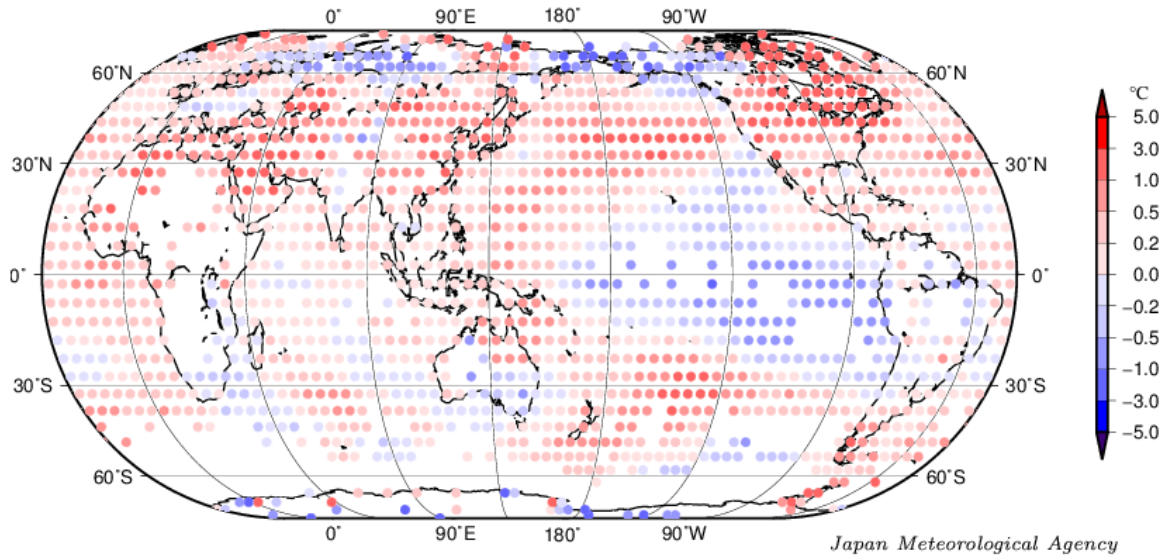 0° 90°E 180° 90°W
60°N 60°N
℃
5.0
3.0
30°N 30°N
1.0
0.5
0.2
0° 0°
0.0
−0.2
−0.5
30°S 30°S
−1.0
−3.0
−5.0
60°S 60°S
0° 90°E 180° 90°W
Japan Meteorological Agency